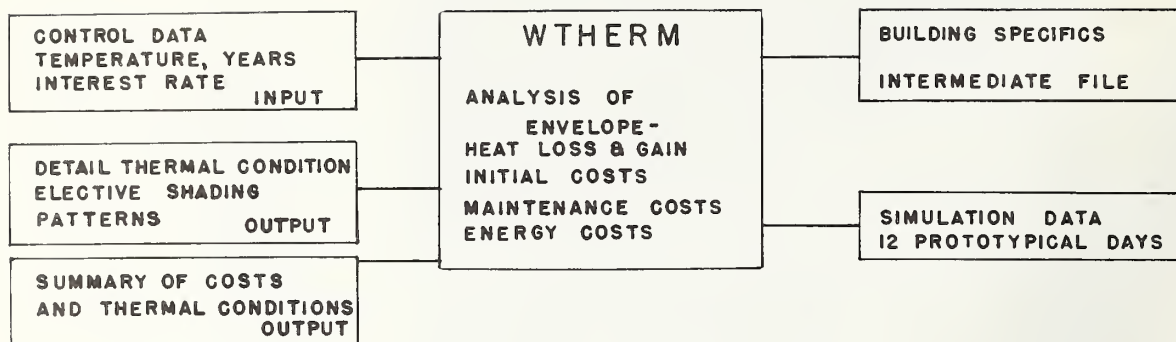 CONTROL DATA
TEMPERATURE, YEARS
INTEREST RATE
INPUT
DETAIL THERMAL CONDITION
ELECTIVE SHADING
PATTERNS
OUTPUT
SUMMARY OF COSTS
AND THERMAL CONDITIONS
OUTPUT
WTHERM
ANALYSIS OF
ENVELOPE-
HEAT LOSS & GAIN
INITIAL COSTS
MAINTENANCE COSTS
ENERGY COSTS
BUILDING SPECIFICS
INTERMEDIATE FILE
SIMULATION DATA
12 PROTOTYPICAL DAYS